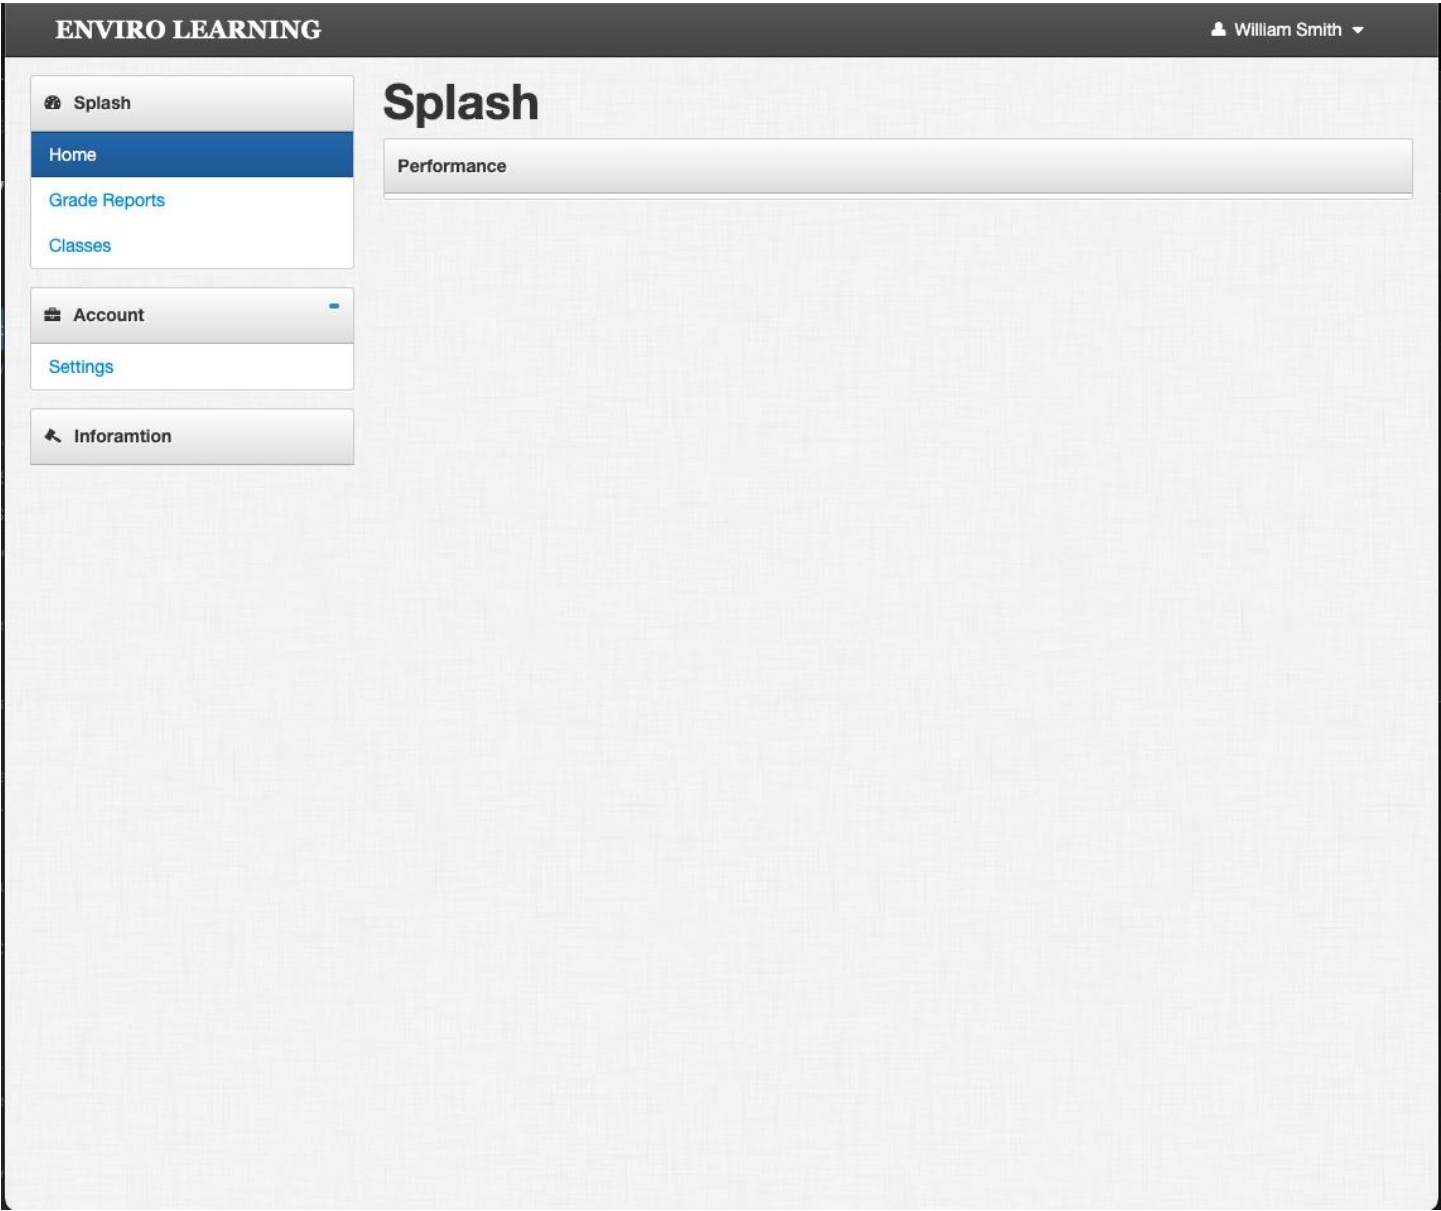 ENVIRO LEARNING
William Smith
Splash
Home
Grade Reports
Classes
Account
Settings
Inforamtion
Splash
Performance